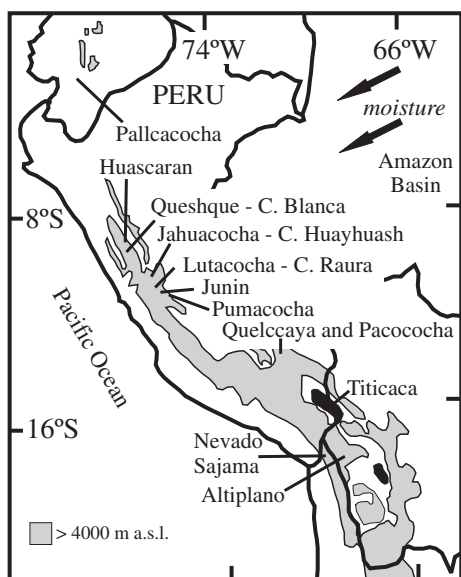 74ºW
66ºW
PERU
moisture
Pallcacocha
Amazon
Basin
Huascaran
Queshque - C. Blanca
8ºS
Jahuacocha - C. Huayhuash
Lutacocha - C. Raura
Junin
Pumacocha
Quelccaya and Pacococha
Pacific Ocean
Titicaca
16ºS
Nevado
Sajama
Altiplano
> 4000 m a.s.l.